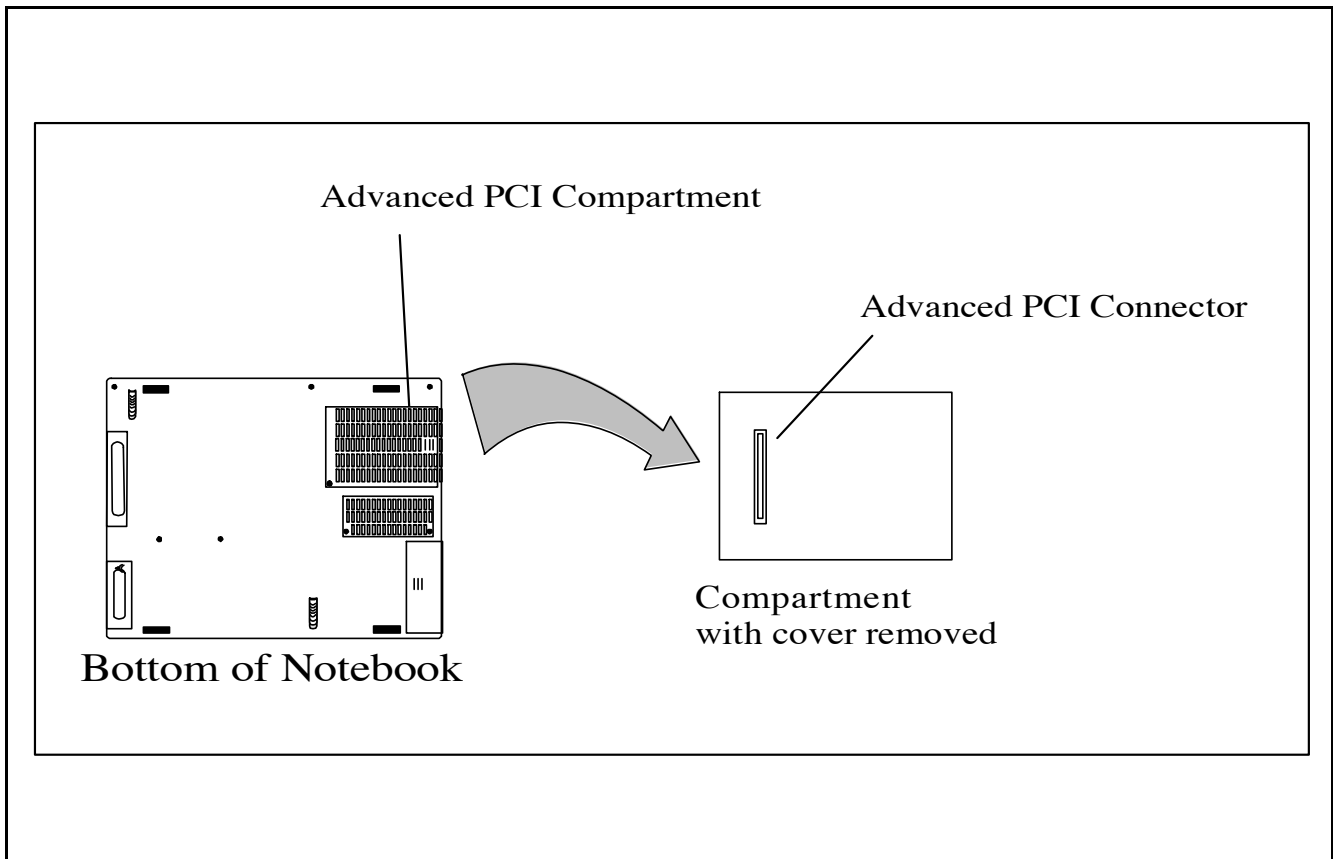 Advanced PCI Compartment
Advanced PCI Connector
Compartment
with cover removed
Bottom of Notebook